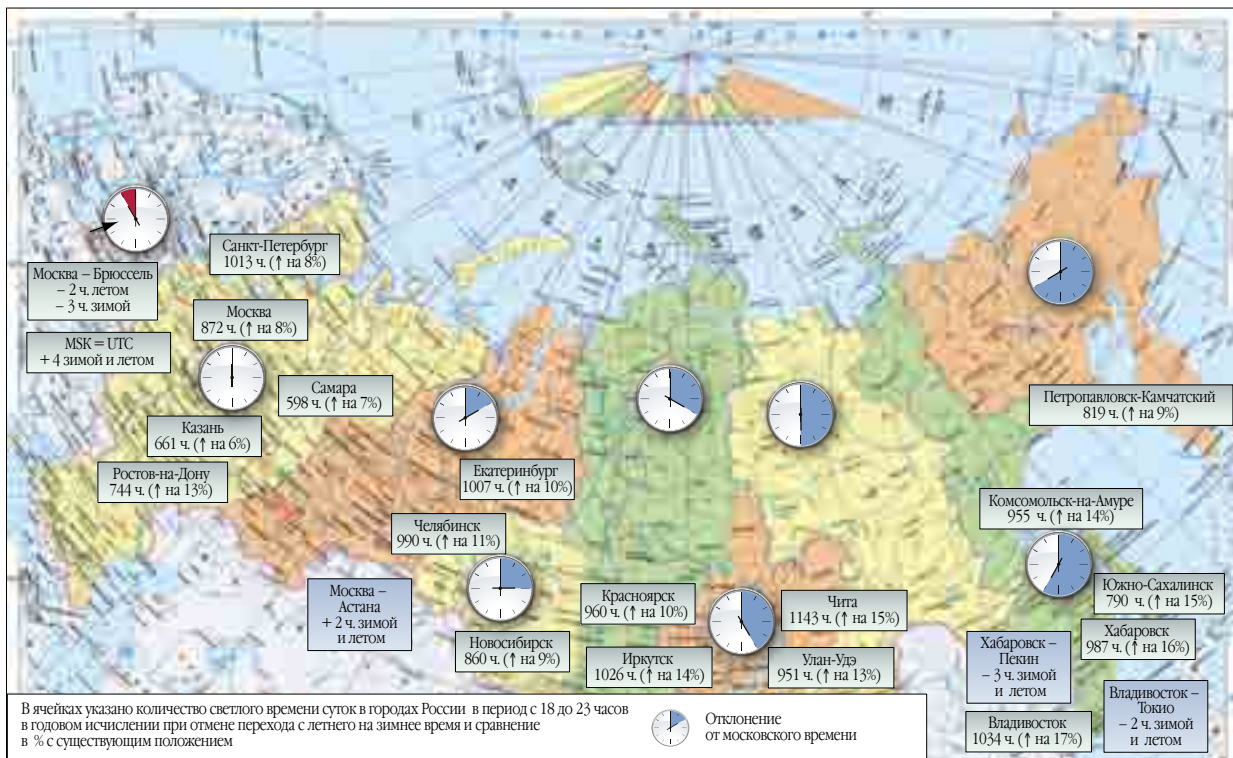 Санкт-Петербург
1013 ч. (↑ на 8%)
Москва – Брюссель
– 2 ч. летом
– 3 ч. зимой
Москва
872 ч. (↑ на 8%)
MSK = UTC
+ 4 зимой и летом
Самара
598 ч. (↑ на 7%)
Петропавловск-Камчатский
819 ч. (↑ на 9%)
Казань
661 ч. (↑ на 6%)
Ростов-на-Дону
744 ч. (↑ на 13%)
Екатеринбург
1007 ч. (↑ на 10%)
Комсомольск-на-Амуре
955 ч. (↑ на 14%)
Челябинск
990 ч. (↑ на 11%)
Москва –
Астана
+ 2 ч. зимой
и летом
Красноярск
960 ч. (↑ на 10%)
Чита
1143 ч. (↑ на 15%)
Южно-Сахалинск
790 ч. (↑ на 15%)
Новосибирск
860 ч. (↑ на 9%)
Иркутск
1026 ч. (↑ на 14%)
Улан-Удэ
951 ч. (↑ на 13%)
Хабаровск –
Пекин
– 3 ч. зимой
и летом
Хабаровск
987 ч. (↑ на 16%)
Владивосток –
Токио
– 2 ч. зимой
и летом
Владивосток
1034 ч. (↑ на 17%)
В ячейках указано количество светлого времени суток в городах России в период с 18 до 23 часов
в годовом исчислении при отмене перехода с летнего на зимнее время и сравнение
в % с существующим положением
Отклонение
от московского времени